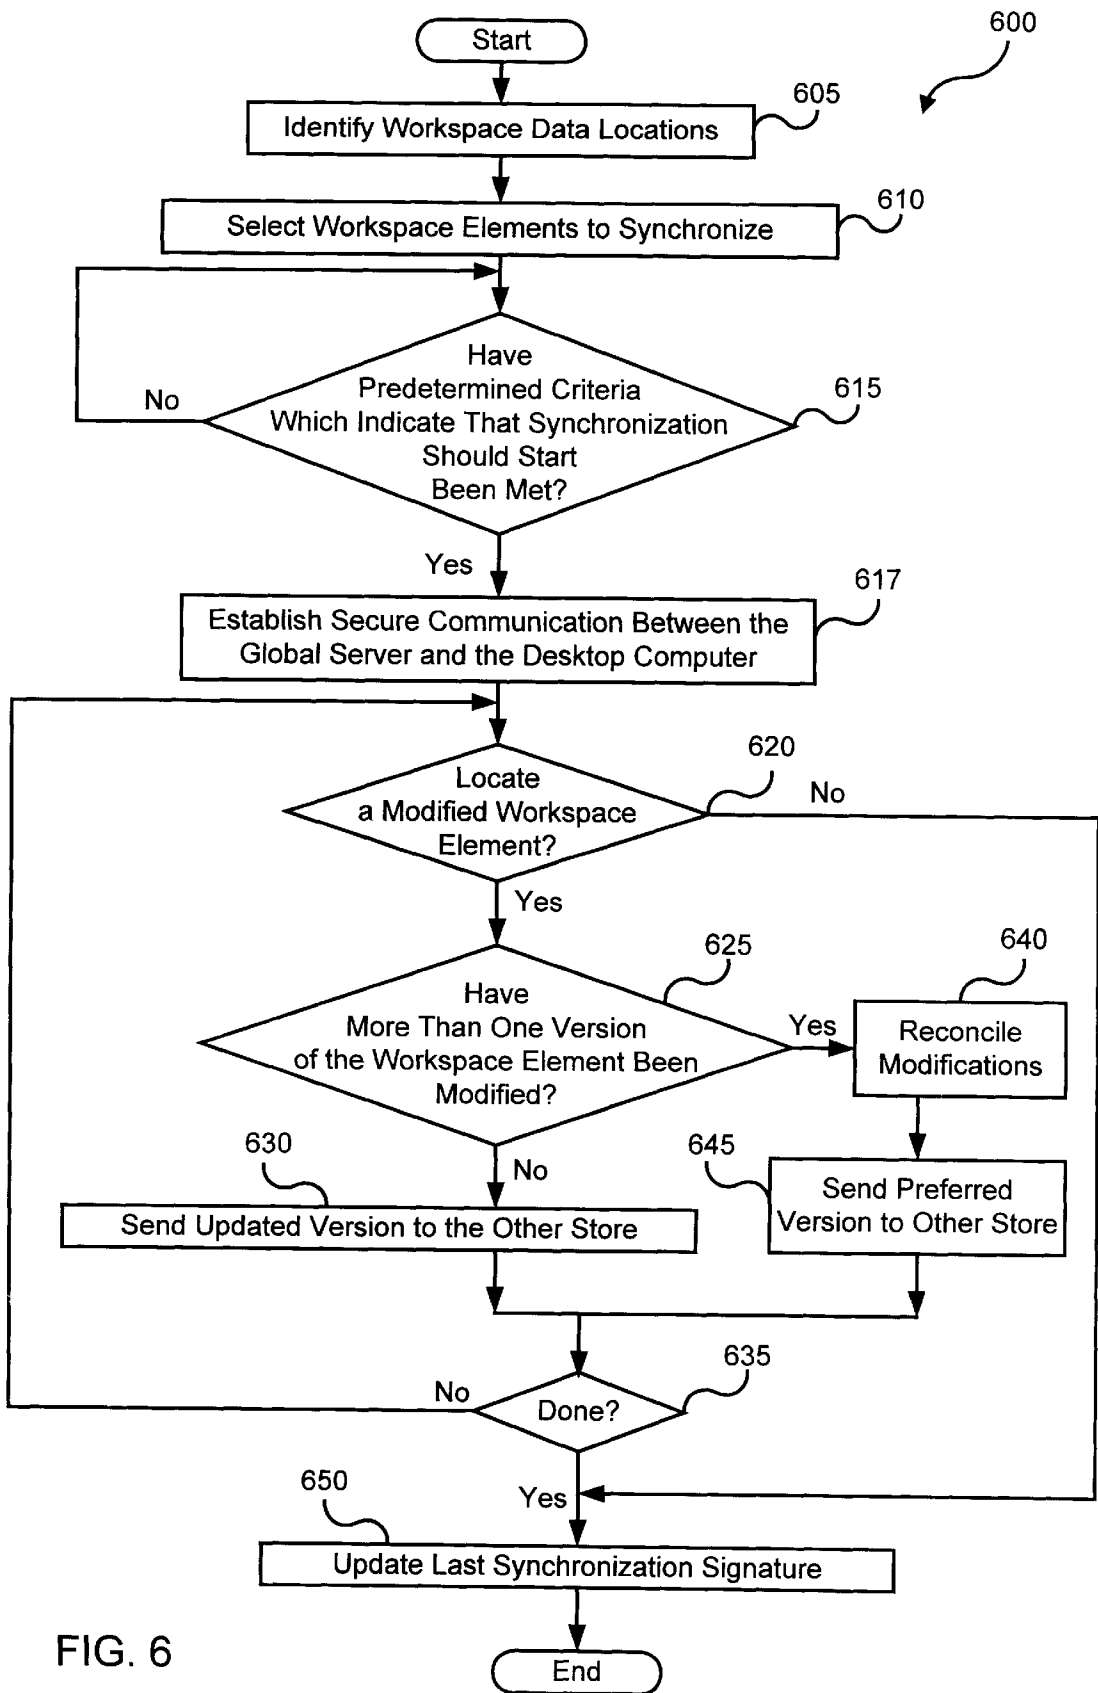 Start
600
605
Identify Workspace Data Locations
610
Select Workspace Elements to Synchronize
Have
Predetermined Criteria
Which Indicate That Synchronization
Should Start
Been Met?
No
615
Yes
617
Establish Secure Communication Between the
Global Server and the Desktop Computer
620
Locate
a Modified Workspace
Element?
No
Yes
625
640
Have
More Than One Version
of the Workspace Element Been
Modified?
Yes
Reconcile
Modifications
630
No
645
Send Updated Version to the Other Store
Send Preferred
Version to Other Store
635
No
Done?
650
Yes
Update Last Synchronization Signature
FIG. 6
End